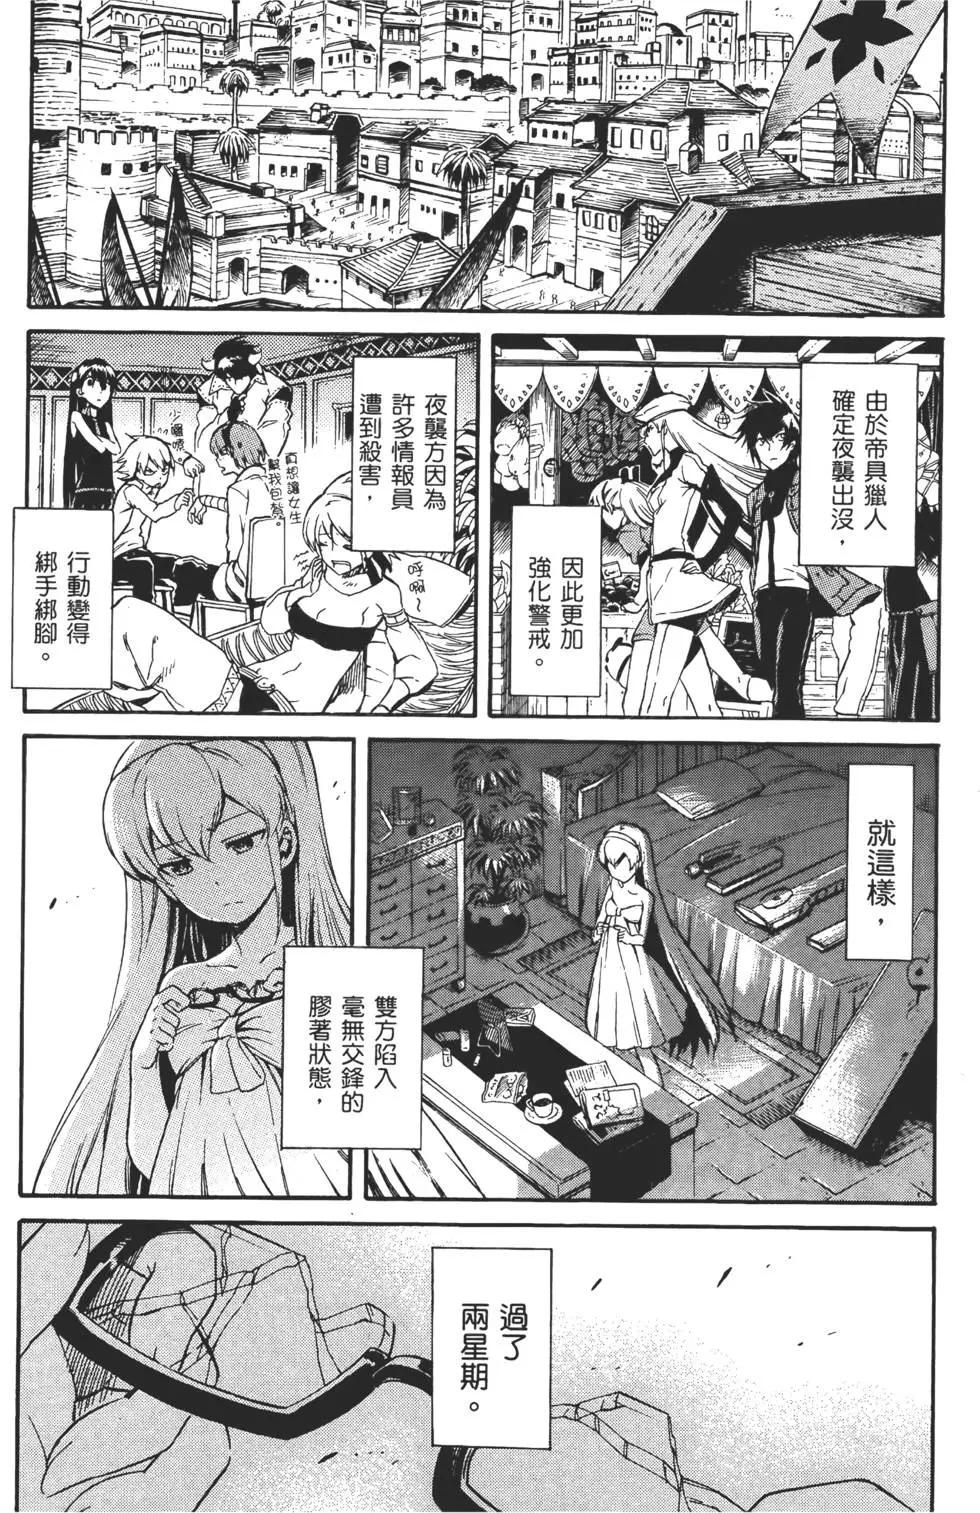 由於帝具獵人
確定夜襲出沒，
因此更加
強化警戒。
夜襲方因為
許多情報員
遭到殺害，
少囉嗦
真想讓女生
幫我包紮。
呼啊～
行動變得
綁手綁腳。
就這樣，
雙方陷入
毫無交鋒的
膠著狀態，
過了
兩星期。